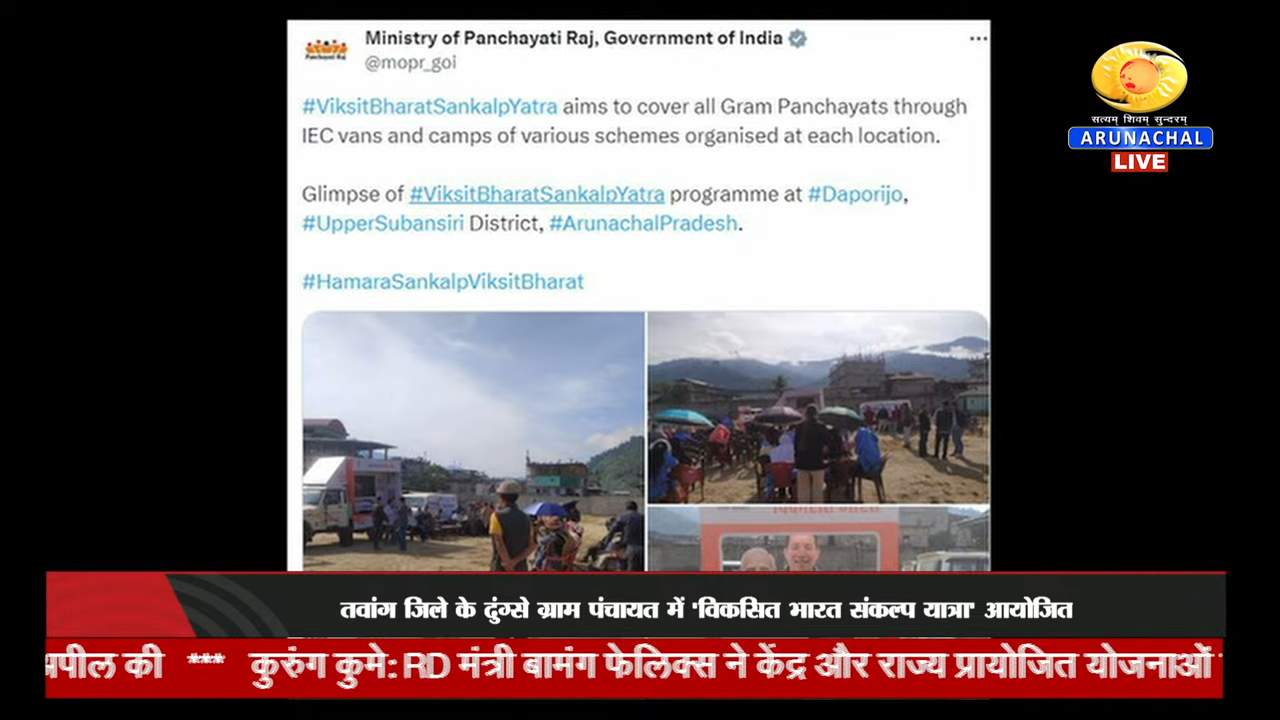 Ministry of Panchayati Raj, Government of India
@mopr_goi
#ViksitBharatSankalpYatra aims to cover all Gram Panchayats through
IEC vans and camps of various schemes organised at each location.
Glimpse of #ViksitBharatSankalpYatra programme at #Daporijo,
#UpperSubansiri District, #ArunachalPradesh.
#HamaraSankalpViksitBharat
सत्यम् शिवम् सुन्दरम्
ARUNACHAL
LIVE
तवांग जिले के दुंग्से ग्राम पंचायत में 'विकसित भारत संकल्प यात्रा' आयोजित
अपील की *** कुरुंग कुमे: RD मंत्री बामंग फेलिक्स ने केंद्र और राज्य प्रायोजित योजनाओं